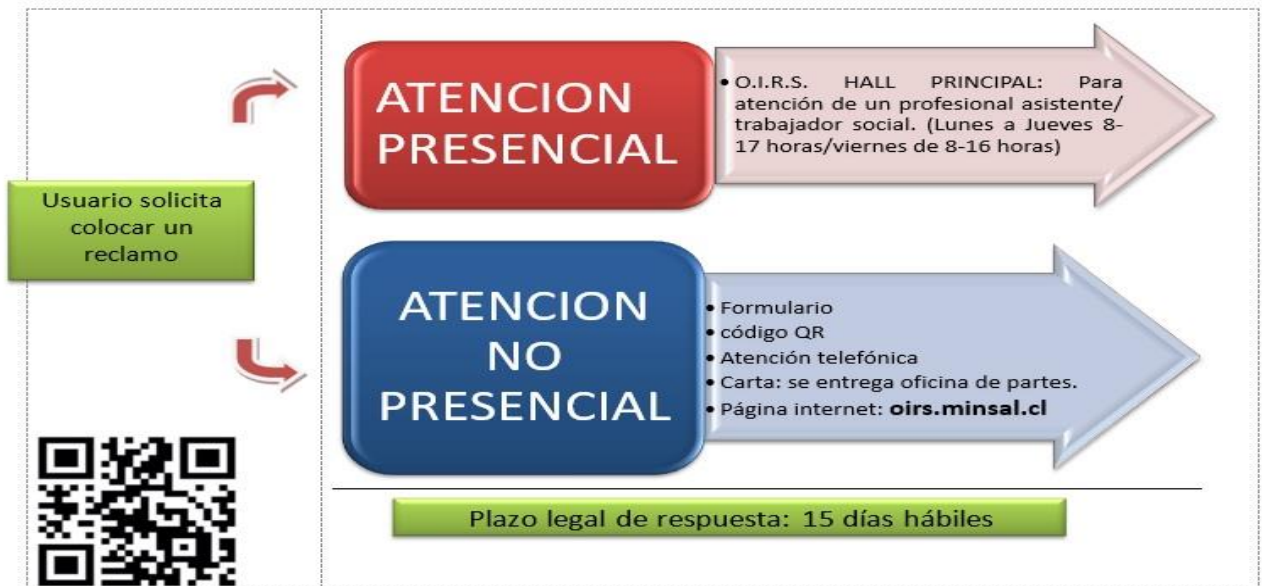 Usuario solicita
colocar un
reclamo
ATENCION
PRESENCIAL
• O.I.R.S. HALL PRINCIPAL: Para
atención de un profesional asistente/
trabajador social. (Lunes a Jueves 8-
17 horas/viernes de 8-16 horas)
ATENCION
NO
PRESENCIAL
• Formulario
• código QR
• Atención telefónica
• Carta: se entrega oficina de partes.
• Página internet: oirs.minsal.cl
Plazo legal de respuesta: 15 días hábiles